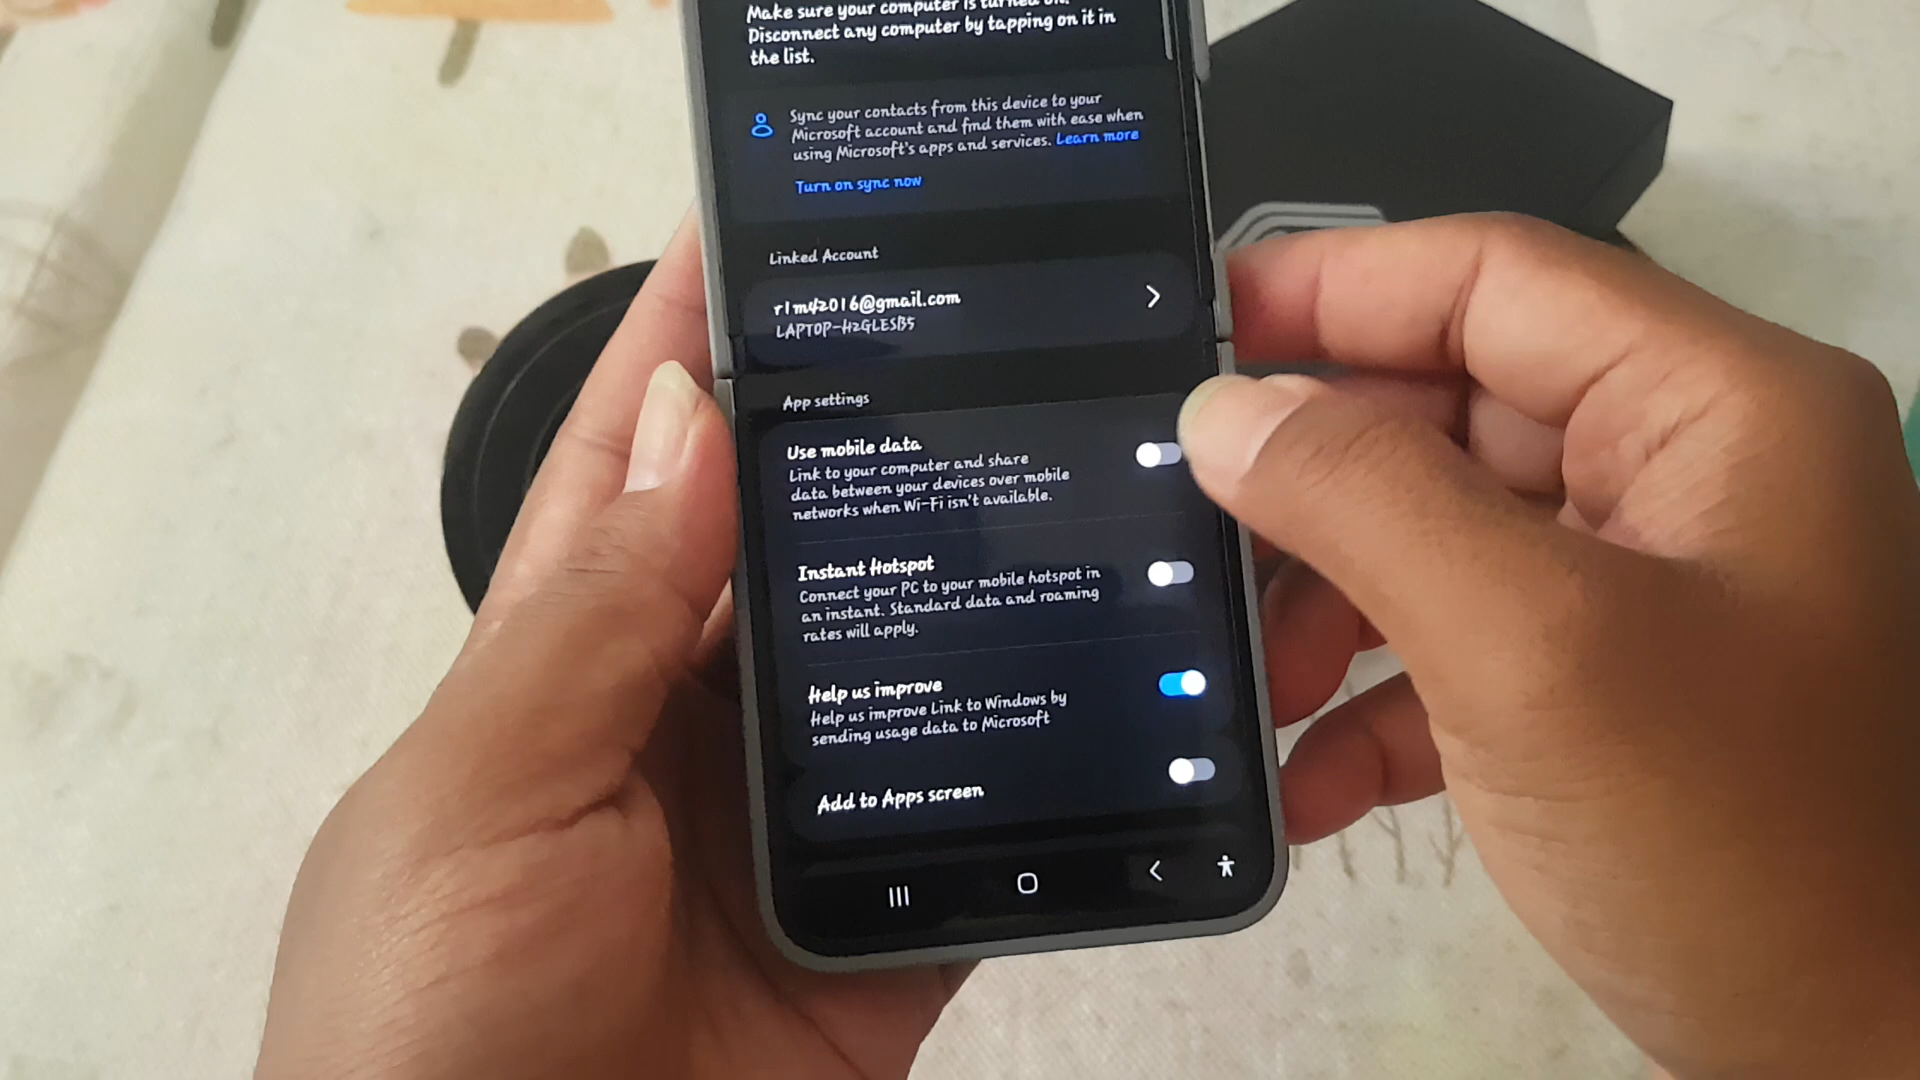 Make sure your computer is turned on.
Disconnect any computer by tapping on it in
the list.
Sync your contacts from this device to your
Microsoft account and find them with ease when
using Microsoft's apps and services. Learn more
Turn on sync now
Linked Account
r1m42016@gmail.com
LAPTOP-H2GLESB5
App settings
Use mobile data
Link to your computer and share
data between your devices over mobile
networks when Wi-Fi isn't available.
Instant Hotspot
Connect your PC to your mobile hotspot in
an instant. Standard data and roaming
rates will apply.
Help us improve
Help us improve Link to Windows by
sending usage data to Microsoft
Add to Apps screen